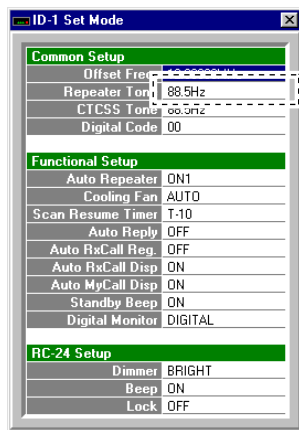 ID-1 Set Mode
Common Setup
Offset Freq
Repeater Ton 88.5Hz
CTCSS Tone 88.5Hz
Digital Code 00
Functional Setup
Auto Repeater ON1
Cooling Fan AUTO
Scan Resume Timer T-10
Auto Reply OFF
Auto RxCall Reg. OFF
Auto RxCall Disp ON
Auto MyCall Disp ON
Standby Beep ON
Digital Monitor DIGITAL
RC-24 Setup
Dimmer BRIGHT
Beep ON
Lock OFF